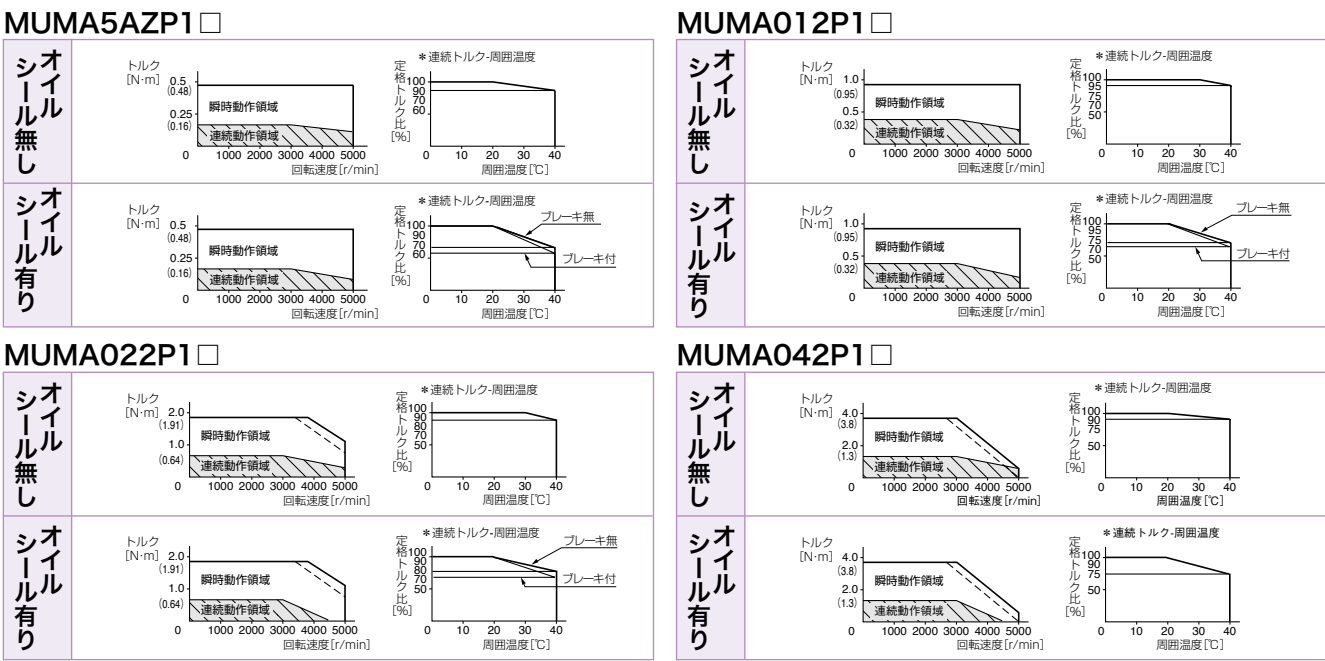 MUMA5AZP1□
オイルシール無し
トルク
[N·m]
0.5
(0.48)
0.25
(0.16)
瞬時動作領域
連続動作領域
0 1000 2000 3000 4000 5000
回転速度[r/min]
*連続トルク-周囲温度
定格トルク比[%]
100
90
70
60
0 10 20 30 40
周囲温度[℃]
オイルシール有り
トルク
[N·m]
0.5
(0.48)
0.25
(0.16)
瞬時動作領域
連続動作領域
0 1000 2000 3000 4000 5000
回転速度[r/min]
*連続トルク-周囲温度
定格トルク比[%]
100
90
70
60
ブレーキ無
ブレーキ付
0 10 20 30 40
周囲温度[℃]
MUMA012P1□
オイルシール無し
トルク
[N·m]
1.0
(0.95)
0.5
(0.32)
瞬時動作領域
連続動作領域
0 1000 2000 3000 4000 5000
回転速度[r/min]
*連続トルク-周囲温度
定格トルク比[%]
100
95
75
70
50
0 10 20 30 40
周囲温度[℃]
オイルシール有り
トルク
[N·m]
1.0
(0.95)
0.5
(0.32)
瞬時動作領域
連続動作領域
0 1000 2000 3000 4000 5000
回転速度[r/min]
*連続トルク-周囲温度
定格トルク比[%]
100
95
75
70
50
ブレーキ無
ブレーキ付
0 10 20 30 40
周囲温度[℃]
MUMA022P1□
オイルシール無し
トルク
[N·m]
2.0
(1.91)
1.0
(0.64)
瞬時動作領域
連続動作領域
0 1000 2000 3000 4000 5000
回転速度[r/min]
*連続トルク-周囲温度
定格トルク比[%]
100
90
80
70
50
0 10 20 30 40
周囲温度[℃]
オイルシール有り
トルク
[N·m]
2.0
(1.91)
1.0
(0.64)
瞬時動作領域
連続動作領域
0 1000 2000 3000 4000 5000
回転速度[r/min]
*連続トルク-周囲温度
定格トルク比[%]
100
90
80
70
50
ブレーキ無
ブレーキ付
0 10 20 30 40
周囲温度[℃]
MUMA042P1□
オイルシール無し
トルク
[N·m]
4.0
(3.8)
2.0
(1.3)
瞬時動作領域
連続動作領域
0 1000 2000 3000 4000 5000
回転速度[r/min]
*連続トルク-周囲温度
定格トルク比[%]
100
90
75
50
0 10 20 30 40
周囲温度[℃]
オイルシール有り
トルク
[N·m]
4.0
(3.8)
2.0
(1.3)
瞬時動作領域
連続動作領域
0 1000 2000 3000 4000 5000
回転速度[r/min]
*連続トルク-周囲温度
定格トルク比[%]
100
90
75
50
0 10 20 30 40
周囲温度[℃]